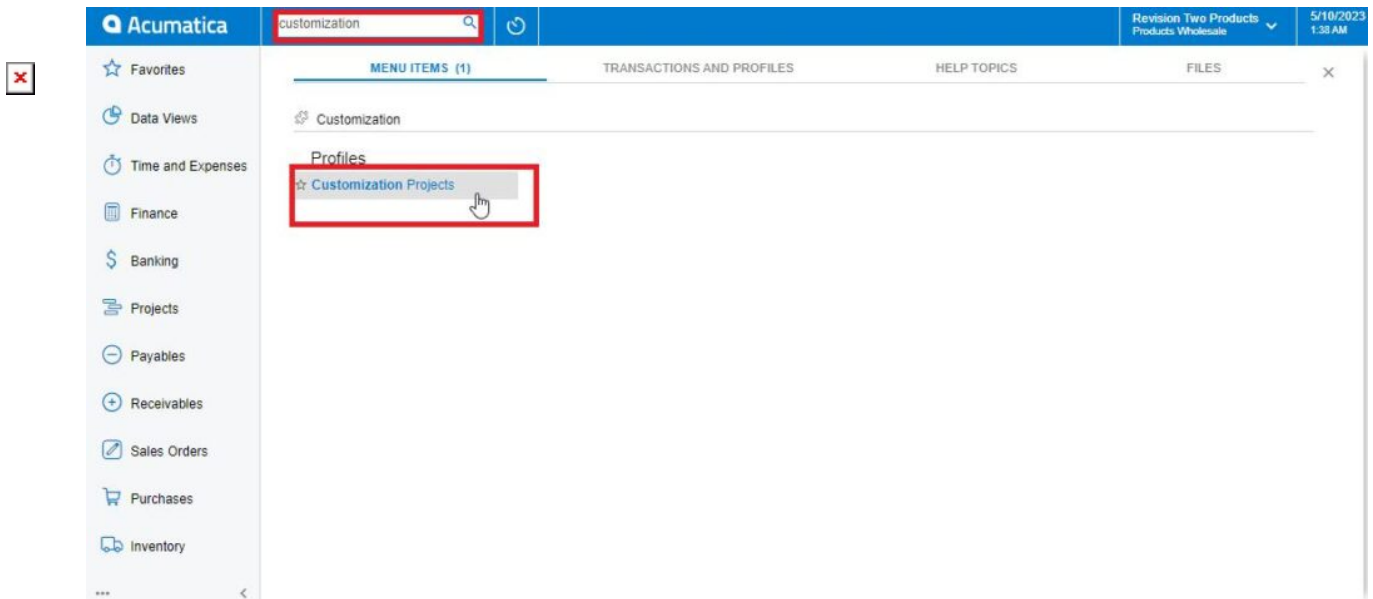 Acumatica
customization
Revision Two Products
Products Wholesale
5/10/2023
1:38 AM
Favorites
Data Views
Time and Expenses
Finance
Banking
Projects
Payables
Receivables
Sales Orders
Purchases
Inventory
MENU ITEMS (1)
TRANSACTIONS AND PROFILES
HELP TOPICS
FILES
Customization
Profiles
Customization Projects